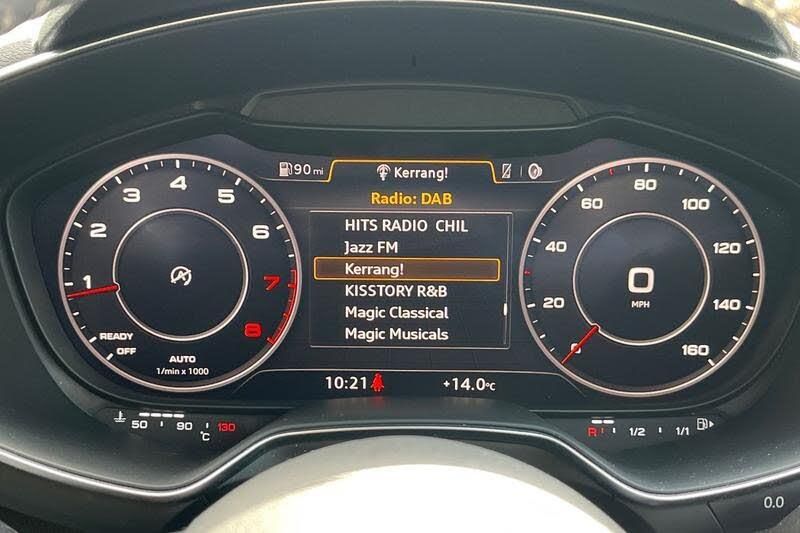 90 mi
Kerrang!
Radio: DAB
HITS RADIO CHIL
Jazz FM
Kerrang!
KISSTORY R&B
Magic Classical
Magic Musicals
1
2
3
4
5
6
7
8
READY
OFF
AUTO
1/min x 1000
A
0
20
40
60
80
100
120
140
160
0
MPH
10:21
+14.0°C
50
90
130
°C
R
1/2
1/1
0.0